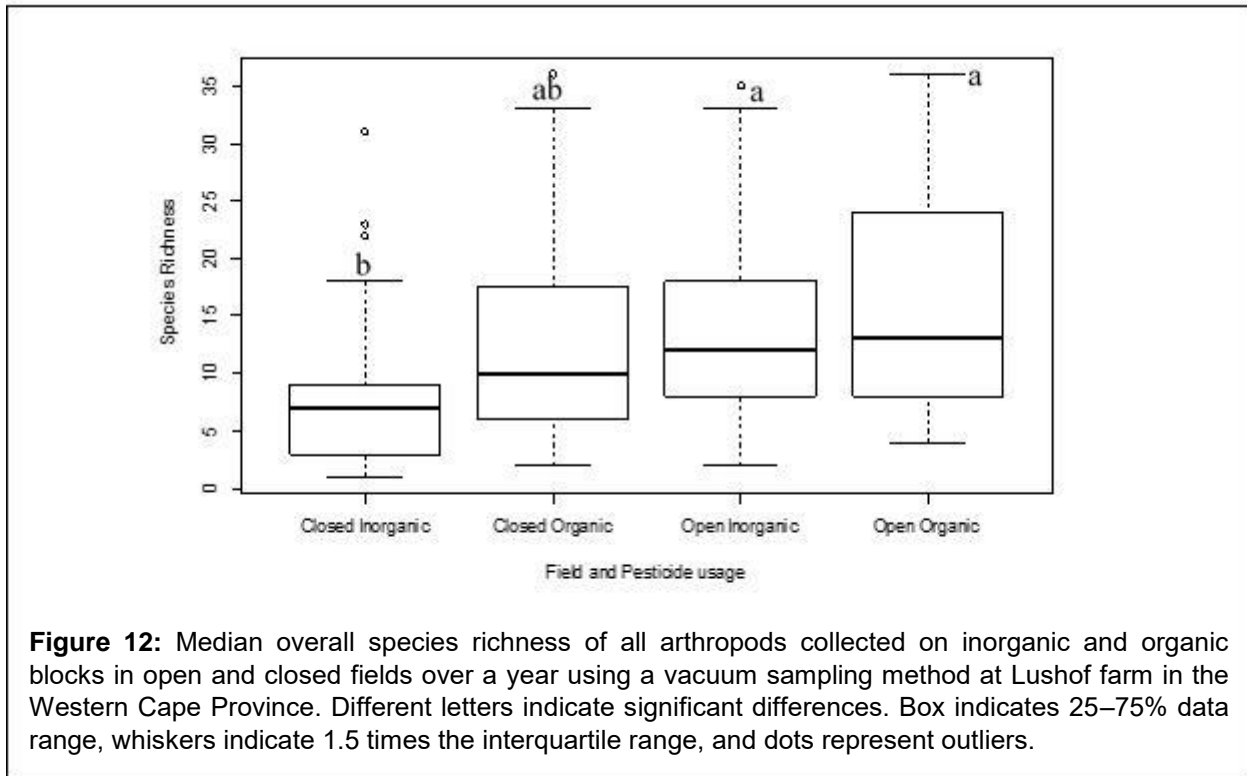 35
30
25
20
15
10
5
0
Species Richness
b
ab
a
a
Closed Inorganic
Closed Organic
Open Inorganic
Open Organic
Field and Pesticide usage
Figure 12: Median overall species richness of all arthropods collected on inorganic and organic
blocks in open and closed fields over a year using a vacuum sampling method at Lushof farm in the
Western Cape Province. Different letters indicate significant differences. Box indicates 25–75% data
range, whiskers indicate 1.5 times the interquartile range, and dots represent outliers.